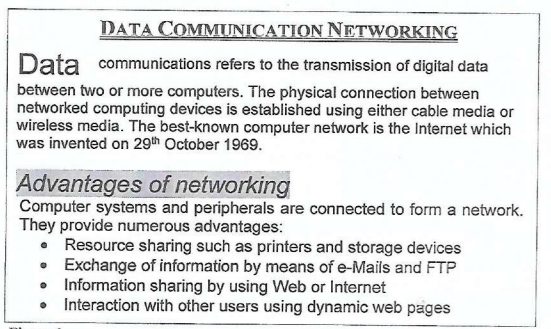 DATA COMMUNICATION NETWORKING
Data communications refers to the transmission of digital data
between two or more computers. The physical connection between
networked computing devices is established using either cable media or
wireless media. The best-known computer network is the Internet which
was invented on 29th October 1969.
Advantages of networking
Computer systems and peripherals are connected to form a network.
They provide numerous advantages:
• Resource sharing such as printers and storage devices
• Exchange of information by means of e-Mails and FTP
• Information sharing by using Web or Internet
• Interaction with other users using dynamic web pages